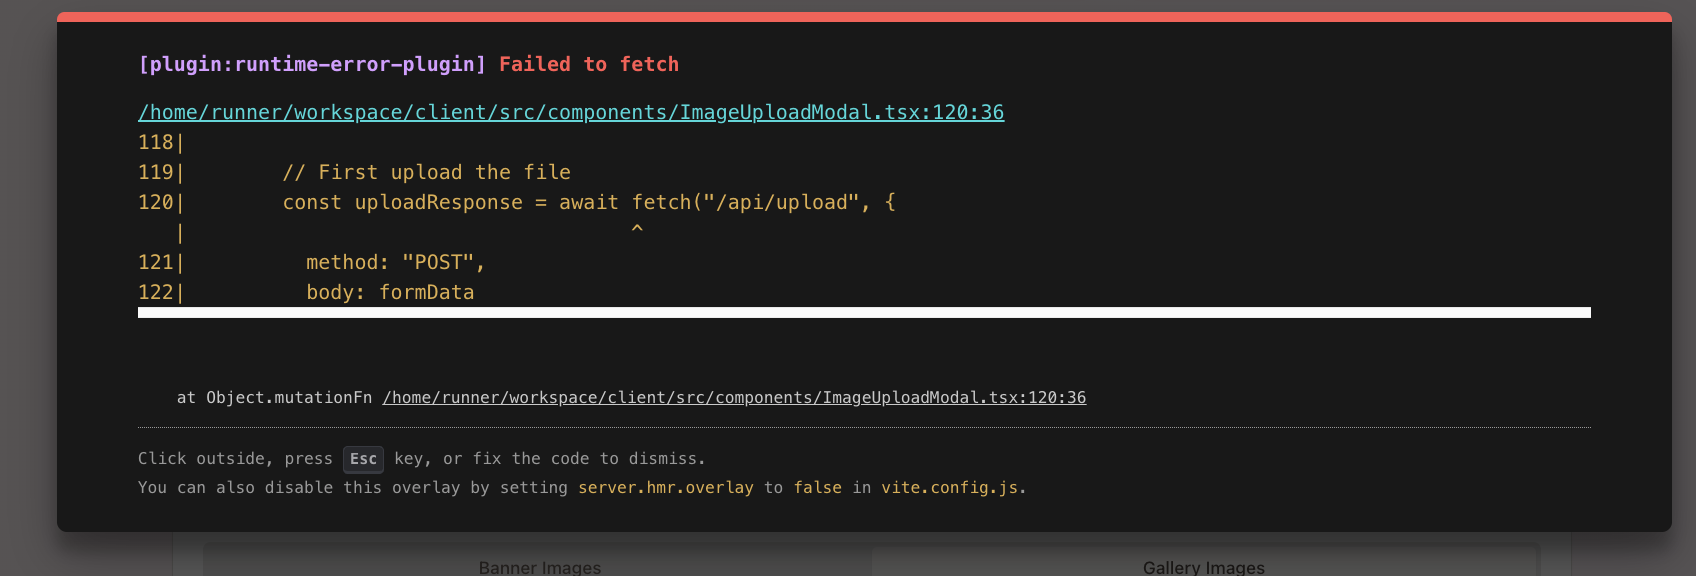 [plugin:runtime-error-plugin] Failed to fetch
/home/runner/workspace/client/src/components/ImageUploadModal.tsx:120:36
118|
119|        // First upload the file
120|        const uploadResponse = await fetch("/api/upload", {
   |                                     ^
121|          method: "POST",
122|          body: formData
at Object.mutationFn /home/runner/workspace/client/src/components/ImageUploadModal.tsx:120:36
Click outside, press Esc key, or fix the code to dismiss.
You can also disable this overlay by setting server.hmr.overlay to false in vite.config.js.
Banner Images
Gallery Images